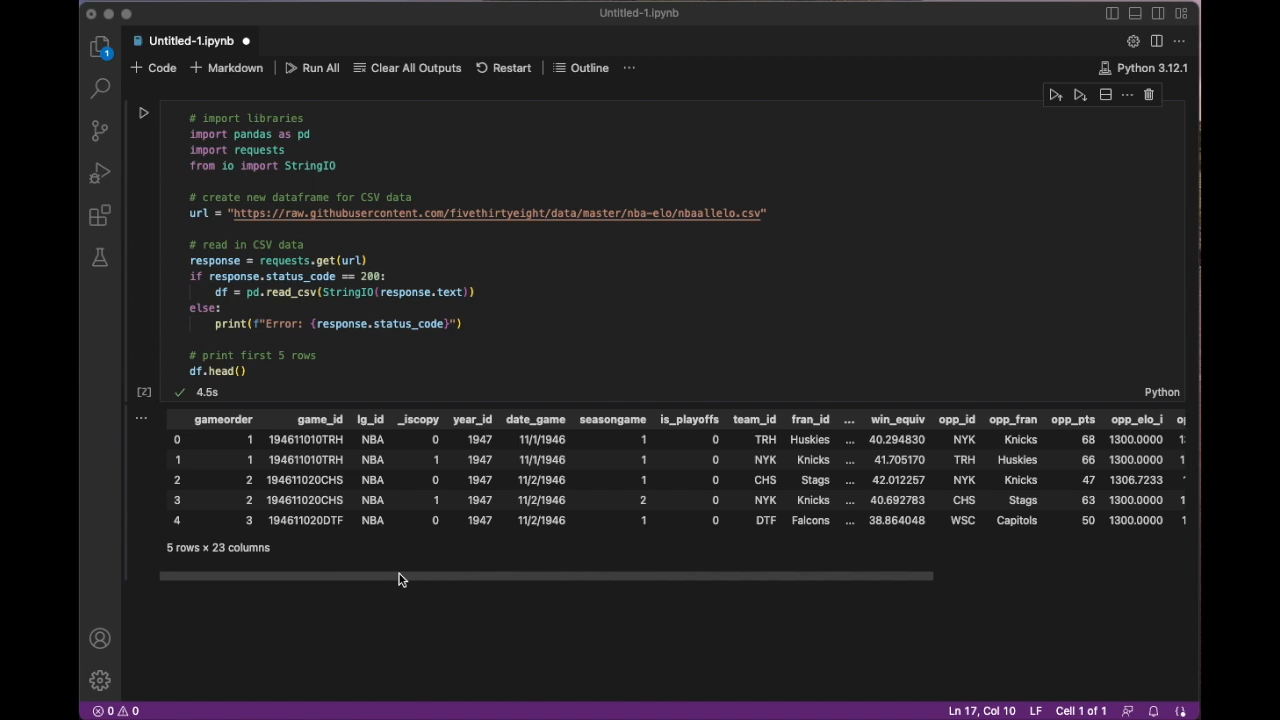 Untitled-1.ipynb
Untitled-1.ipynb
1
+ Code + Markdown Run All Clear All Outputs Restart Outline ... Python 3.12.1
# import libraries
import pandas as pd
import requests
from io import StringIO
# create new dataframe for CSV data
url = "https://raw.githubusercontent.com/fivethirtyeight/data/master/nba-elo/nbaallelo.csv"
# read in CSV data
response = requests.get(url)
if response.status_code == 200:
df = pd.read_csv(StringIO(response.text))
else:
print(f"Error: {response.status_code}")
# print first 5 rows
df.head()
[2] ✓ 4.5s Python
gameorder game_id lg_id _iscopy year_id date_game seasongame is_playoffs team_id fran_id ... win_equiv opp_id opp_fran opp_pts opp_elo_i
0 1 194611010TRH NBA 0 1947 11/1/1946 1 0 TRH Huskies ... 40.294830 NYK Knicks 68 1300.0000
1 1 194611010TRH NBA 1 1947 11/1/1946 1 0 NYK Knicks ... 41.705170 TRH Huskies 66 1300.0000 1
2 2 194611020CHS NBA 0 1947 11/2/1946 1 0 CHS Stags ... 42.012257 NYK Knicks 47 1306.7233
3 2 194611020CHS NBA 1 1947 11/2/1946 2 0 NYK Knicks ... 40.692783 CHS Stags 63 1300.0000 1
4 3 194611020DTF NBA 0 1947 11/2/1946 1 0 DTF Falcons ... 38.864048 WSC Capitols 50 1300.0000 1
5 rows × 23 columns
0 0 Ln 17, Col 10 LF Cell 1 of 1